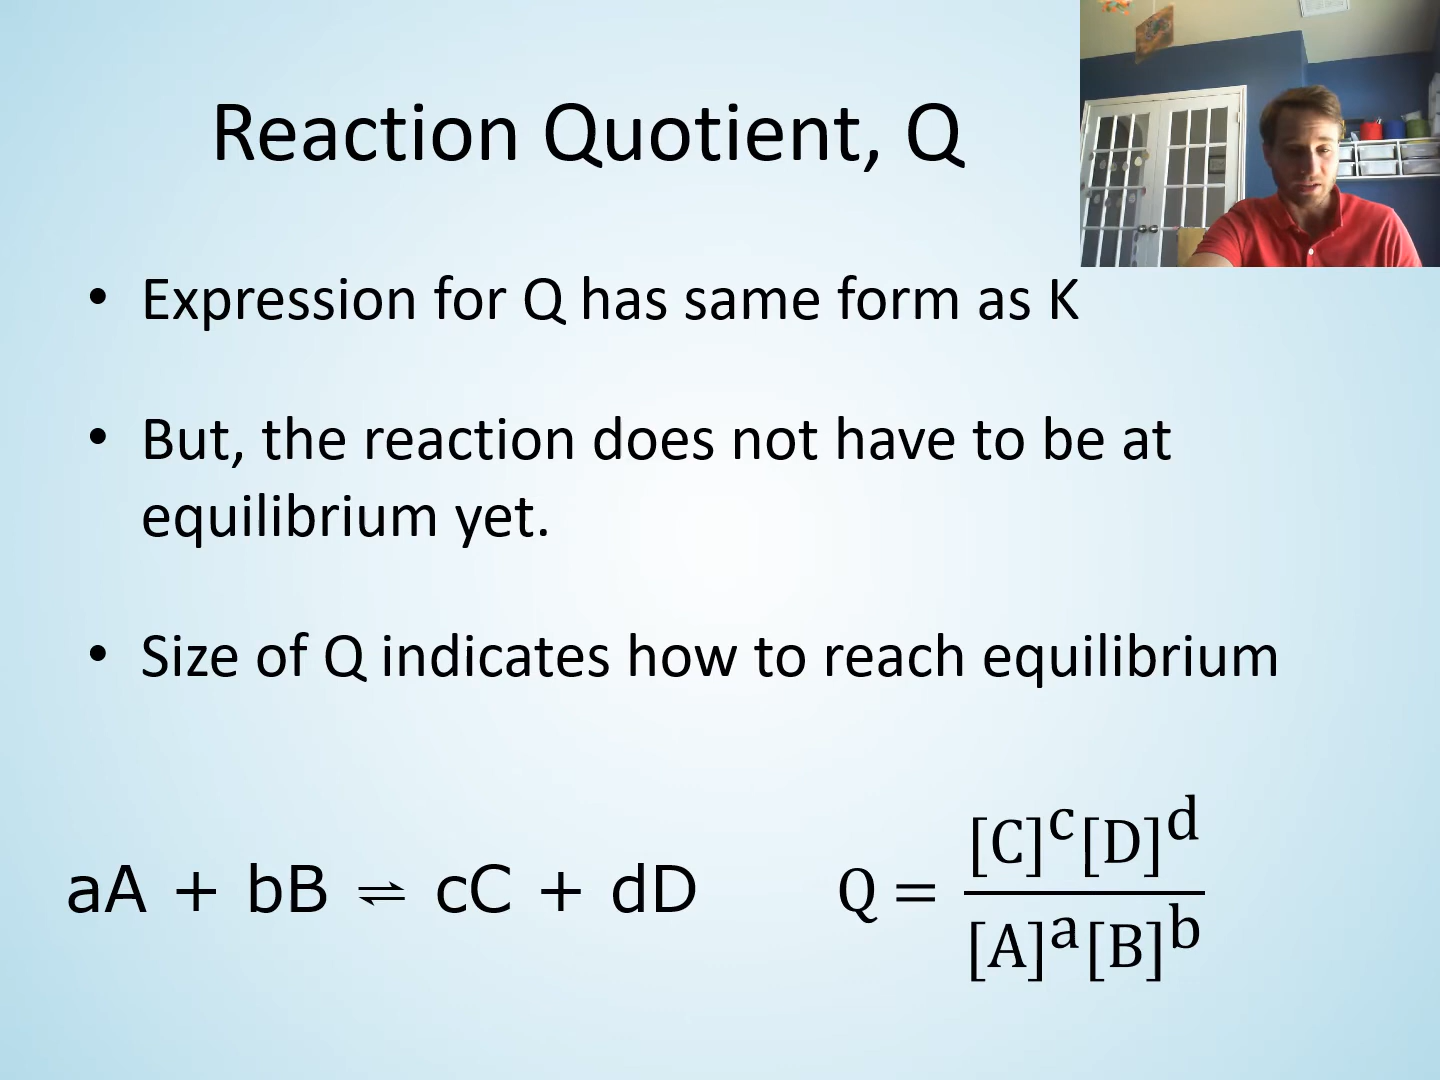 Reaction Quotient, Q
• Expression for Q has same form as K
• But, the reaction does not have to be at
equilibrium yet.
• Size of Q indicates how to reach equilibrium
aA + bB ⇌ cC + dD
Q = [C]^c[D]^d / [A]^a[B]^b